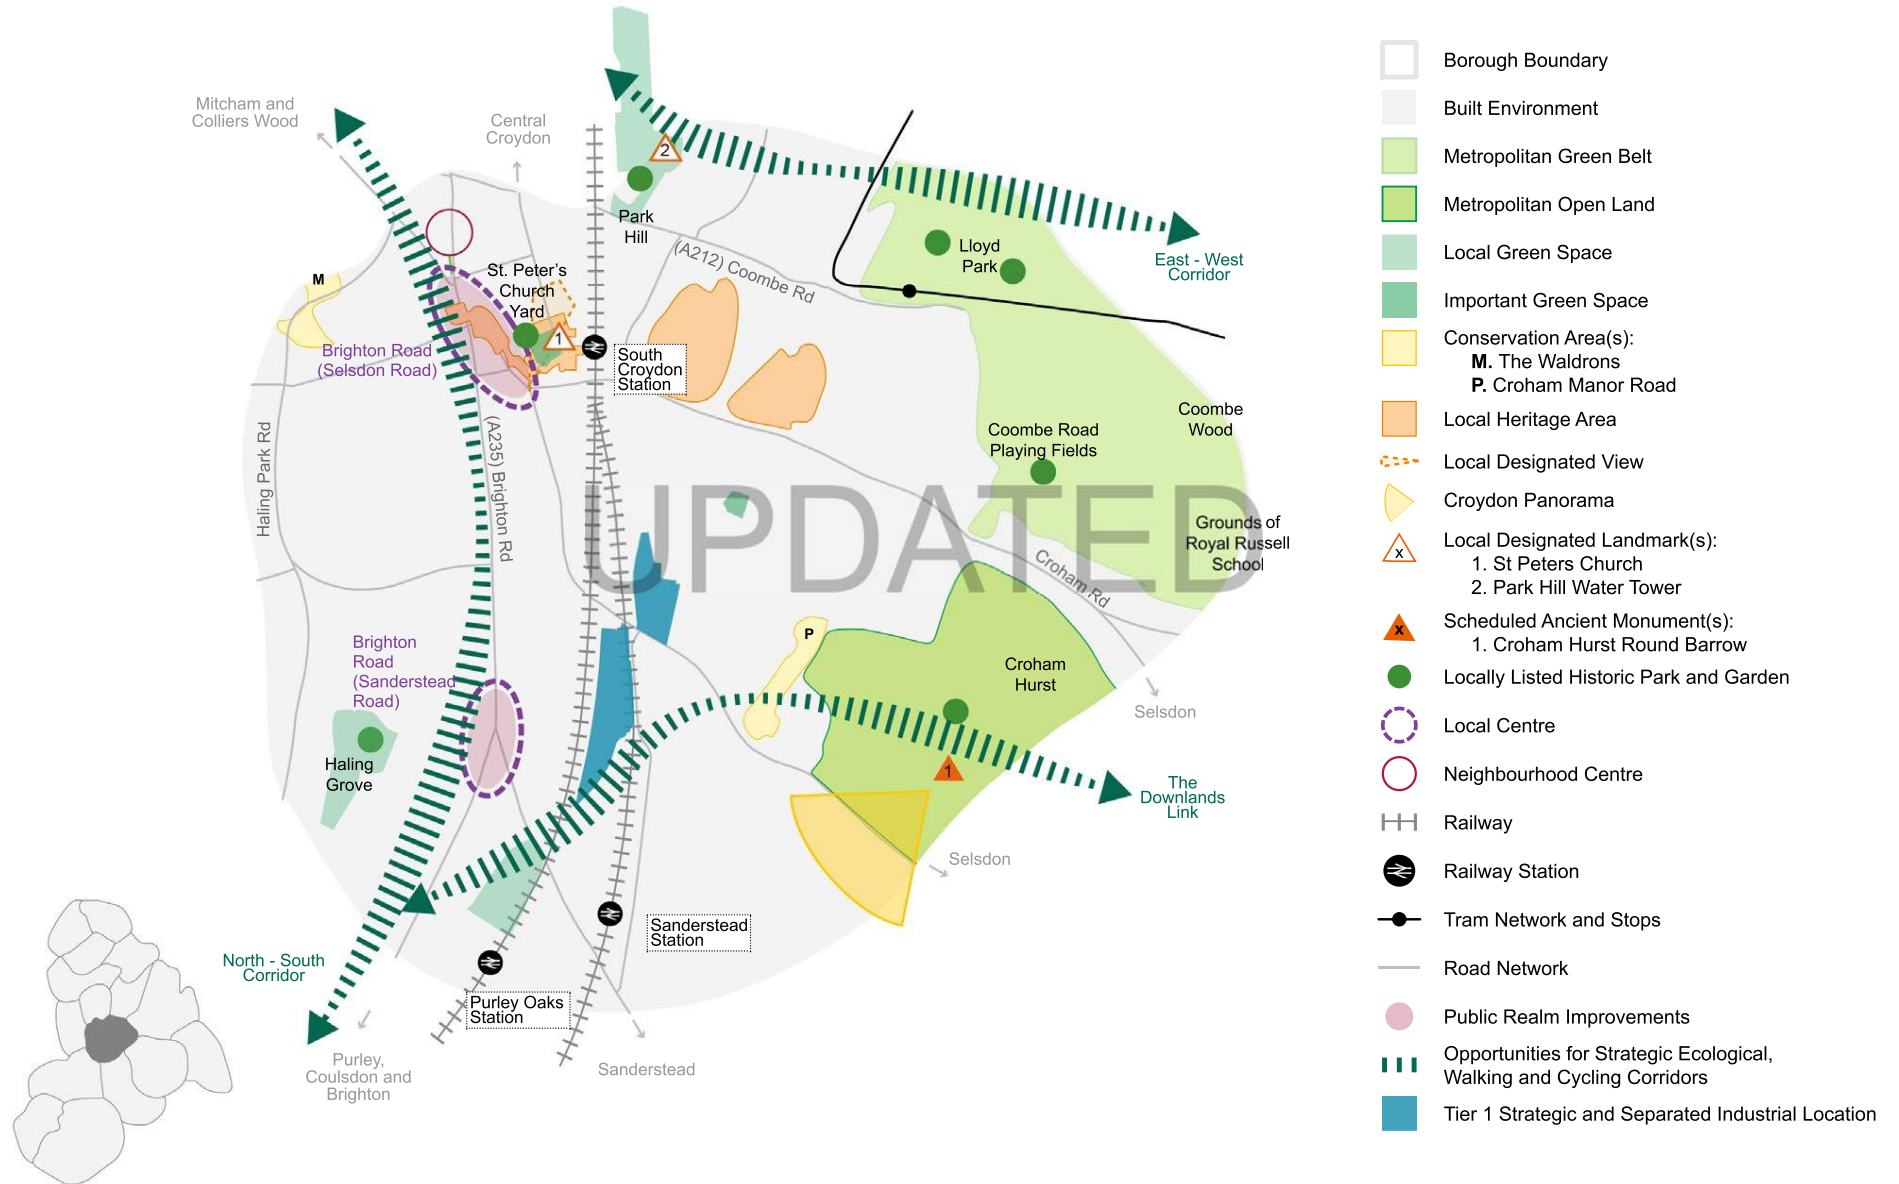 Mitcham and
Colliers Wood
Central
Croydon
2
Park
Hill
(A212) Coombe Rd
Lloyd
Park
East - West
Corridor
M
St. Peter's
Church
Yard
1
Brighton Road
(Selsdon Road)
South
Croydon
Station
Haling Park Rd
(A235) Brighton Rd
Coombe
Wood
Coombe Road
Playing Fields
UPDATED
Grounds of
Royal Russell
School
Croham Rd
P
Croham
Hurst
Brighton
Road
(Sanderstead
Road)
Selsdon
Haling
Grove
1
The
Downlands
Link
Selsdon
Sanderstead
Station
North - South
Corridor
Purley Oaks
Station
Purley,
Coulsdon and
Brighton
Sanderstead
Borough Boundary
Built Environment
Metropolitan Green Belt
Metropolitan Open Land
Local Green Space
Important Green Space
Conservation Area(s):
M. The Waldrons
P. Croham Manor Road
Local Heritage Area
Local Designated View
Croydon Panorama
x
Local Designated Landmark(s):
1. St Peters Church
2. Park Hill Water Tower
x
Scheduled Ancient Monument(s):
1. Croham Hurst Round Barrow
Locally Listed Historic Park and Garden
Local Centre
Neighbourhood Centre
Railway
Railway Station
Tram Network and Stops
Road Network
Public Realm Improvements
Opportunities for Strategic Ecological,
Walking and Cycling Corridors
Tier 1 Strategic and Separated Industrial Location